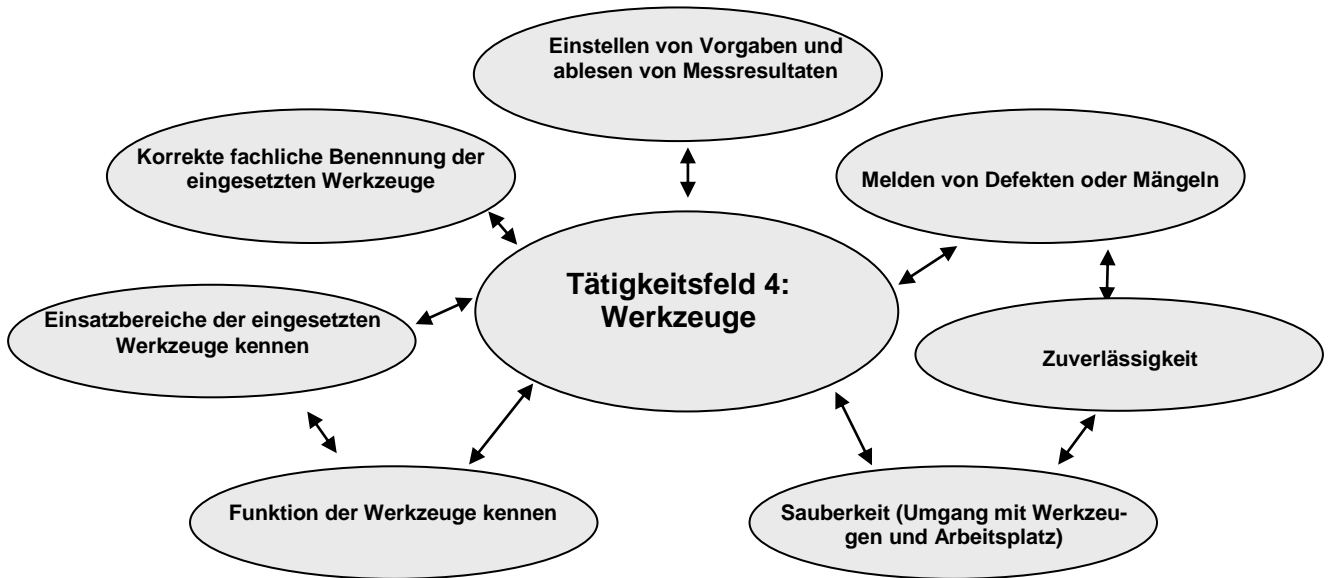 Einstellen von Vorgaben und
ablesen von Messresultaten
Korrekte fachliche Benennung der
eingesetzten Werkzeuge
Melden von Defekten oder Mängeln
Tätigkeitsfeld 4:
Werkzeuge
Einsatzbereiche der eingesetzten
Werkzeuge kennen
Zuverlässigkeit
Funktion der Werkzeuge kennen
Sauberkeit (Umgang mit Werkzeu-
gen und Arbeitsplatz)